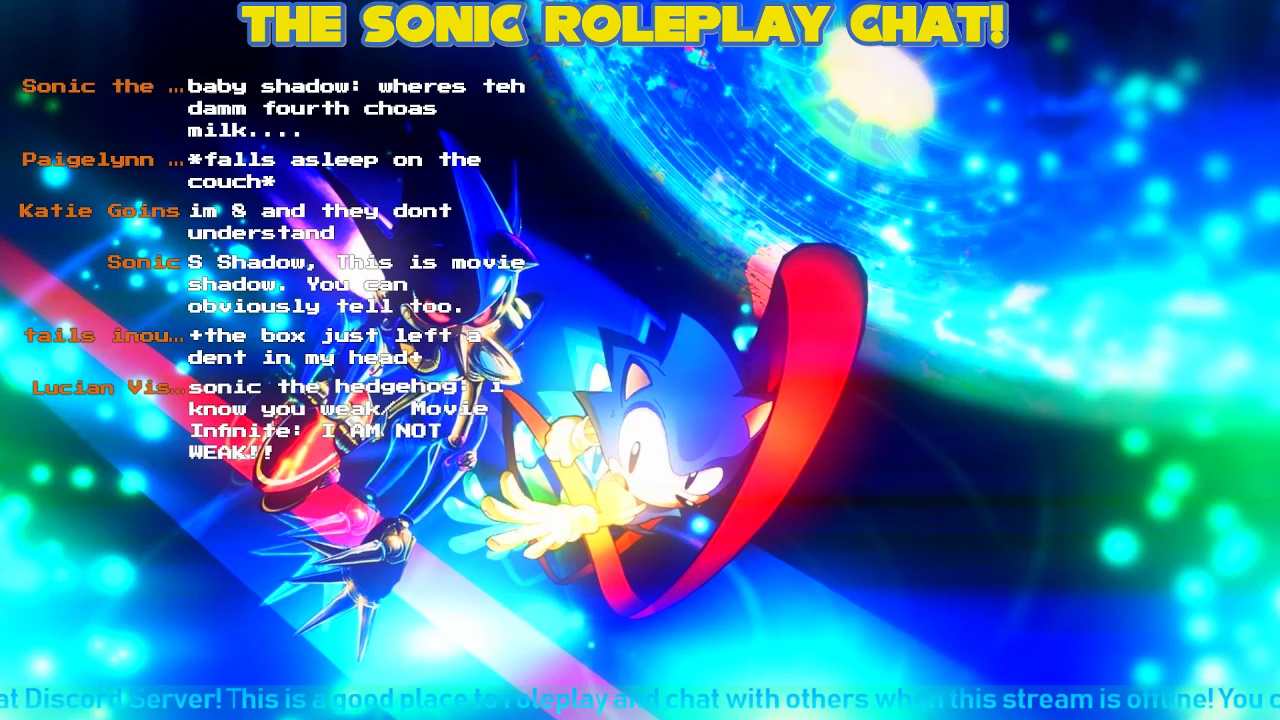 THE SONIC ROLEPLAY CHAT!
Sonic the ... baby shadow: wheres teh
damm fourth choas
milk....
Paigelynn ... *falls asleep on the
couch*
Katie Goins im 8 and they dont
understand
Sonic S Shadow, This is movie
shadow. You can
obviously tell too.
tails inou... +the box just left a
dent in my head+
Lucian Vis... sonic the hedgehog: i
know you weak. Movie
Infinite: I AM NOT
WEAK!!
at Discord Server! This is a good place to roleplay and chat with others when this stream is offline! You c